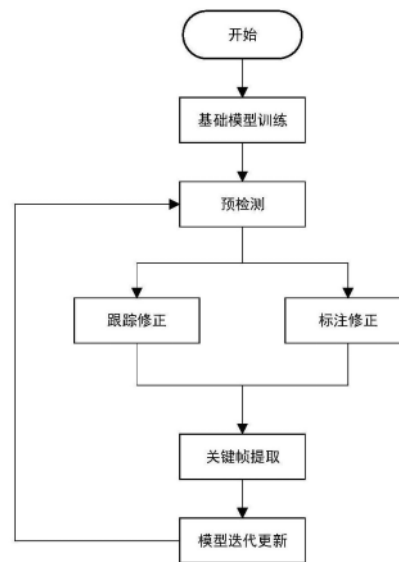 开始
基础模型训练
预检测
跟踪修正
标注修正
关键帧提取
模型迭代更新